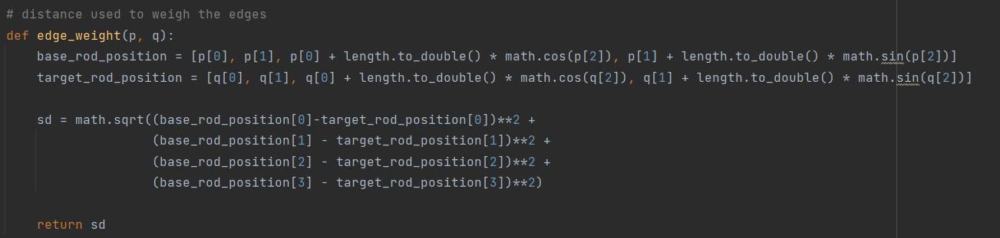 # distance used to weigh the edges
def edge_weight(p, q):
    base_rod_position = [p[0], p[1], p[0] + length.to_double() * math.cos(p[2]), p[1] + length.to_double() * math.sin(p[2])]
    target_rod_position = [q[0], q[1], q[0] + length.to_double() * math.cos(q[2]), q[1] + length.to_double() * math.sin(q[2])]

    sd = math.sqrt((base_rod_position[0]-target_rod_position[0])**2 +
                   (base_rod_position[1] - target_rod_position[1])**2 +
                   (base_rod_position[2] - target_rod_position[2])**2 +
                   (base_rod_position[3] - target_rod_position[3])**2)

    return sd